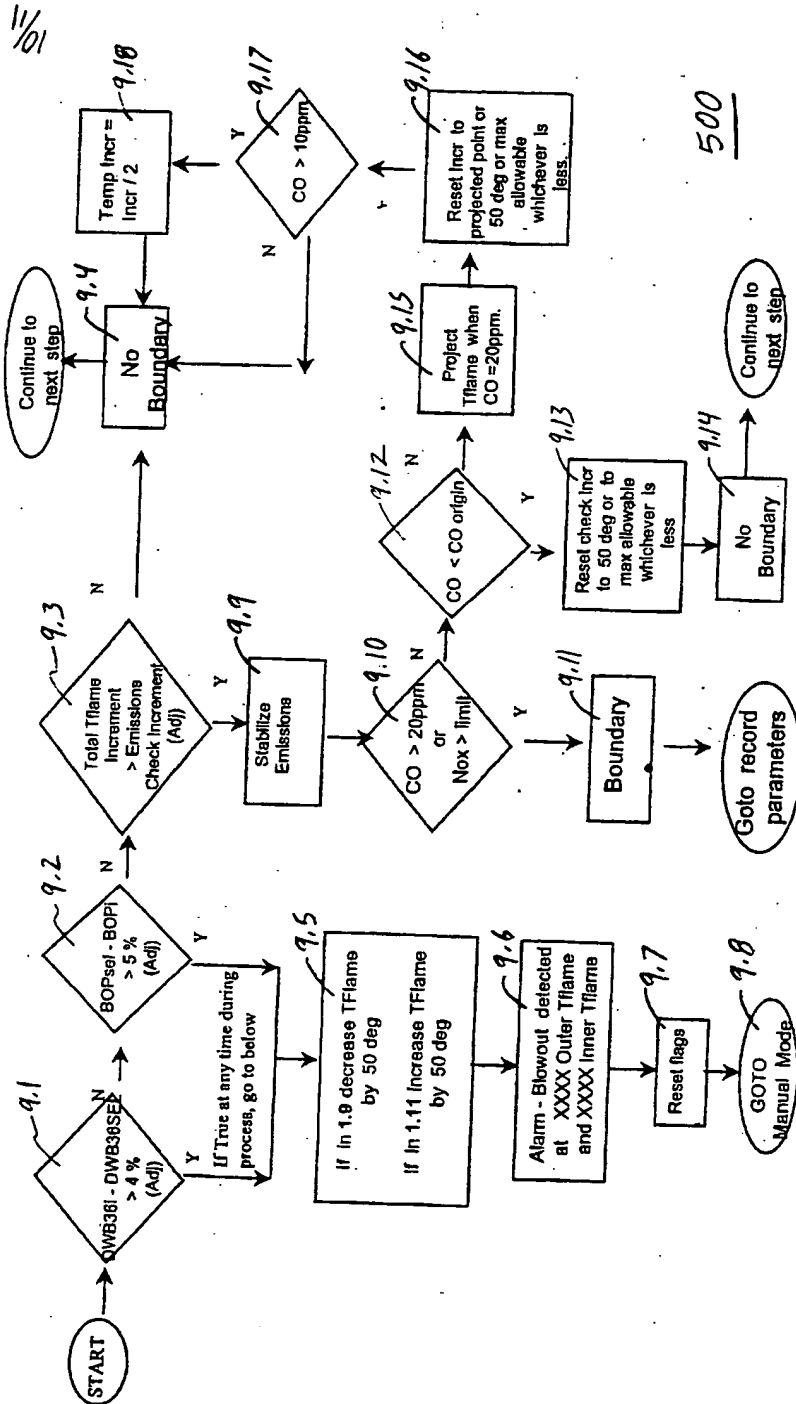 11/01
START
9.1
DWB36I - DWB36SEL
> 4 %
(Adj)
N
Y
9.2
BOPsel - BOPi
> 5 %
(Adj)
N
Y
If True at any time during
process, go to below
9.3
Total Tflame
Increment
> Emissions
Check Increment
(Adj)
N
Y
9.4
No
Boundary
Continue to
next step
9.18
Temp Incr =
Incr / 2
9.17
CO > 10ppm
Y
N
9.5
If in 1.9 decrease TFlame
by 50 deg
If in 1.11 Increase TFlame
by 50 deg
9.6
Alarm - Blowout detected
at XXXX Outer Tflame
and XXXX Inner Tflame
9.7
Reset flags
9.8
GOTO
Manual Mode
9.9
Stabilize
Emissions
9.10
CO > 20ppm
or
Nox > limit
N
Y
9.11
Boundary
Goto record
parameters
9.12
CO < CO origin
N
Y
9.13
Reset check Incr
to 50 deg or to
max allowable
whichever is
less
9.14
No
Boundary
Continue to
next step
9.15
Project
Tflame when
CO =20ppm.
9.16
Reset Incr to
projected point or
50 deg or max
allowable
whichever is
less.
500